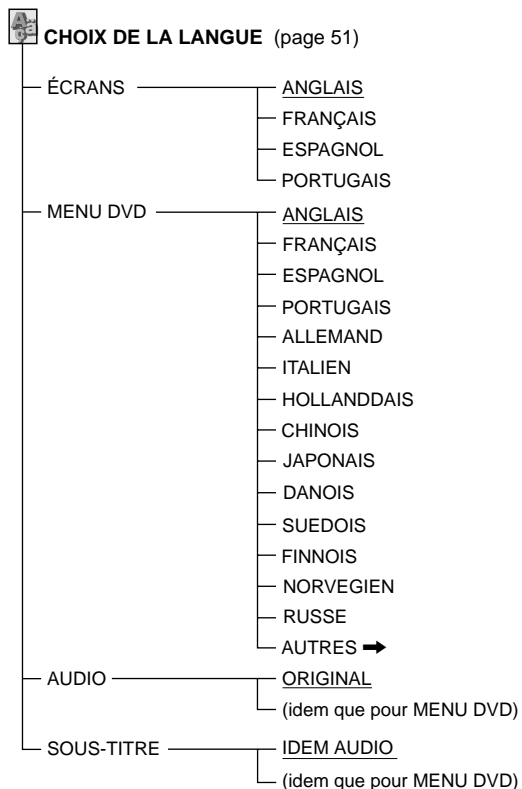 CHOIX DE LA LANGUE (page 51)
ÉCRANS
ANGLAIS
FRANÇAIS
ESPAGNOL
PORTUGAIS
MENU DVD
ANGLAIS
FRANÇAIS
ESPAGNOL
PORTUGAIS
ALLEMAND
ITALIEN
HOLLANDDAIS
CHINOIS
JAPONAIS
DANOIS
SUEDOIS
FINNOIS
NORVEGIEN
RUSSE
AUTRES ➡
AUDIO
ORIGINAL
(idem que pour MENU DVD)
SOUS-TITRE
IDEM AUDIO
(idem que pour MENU DVD)